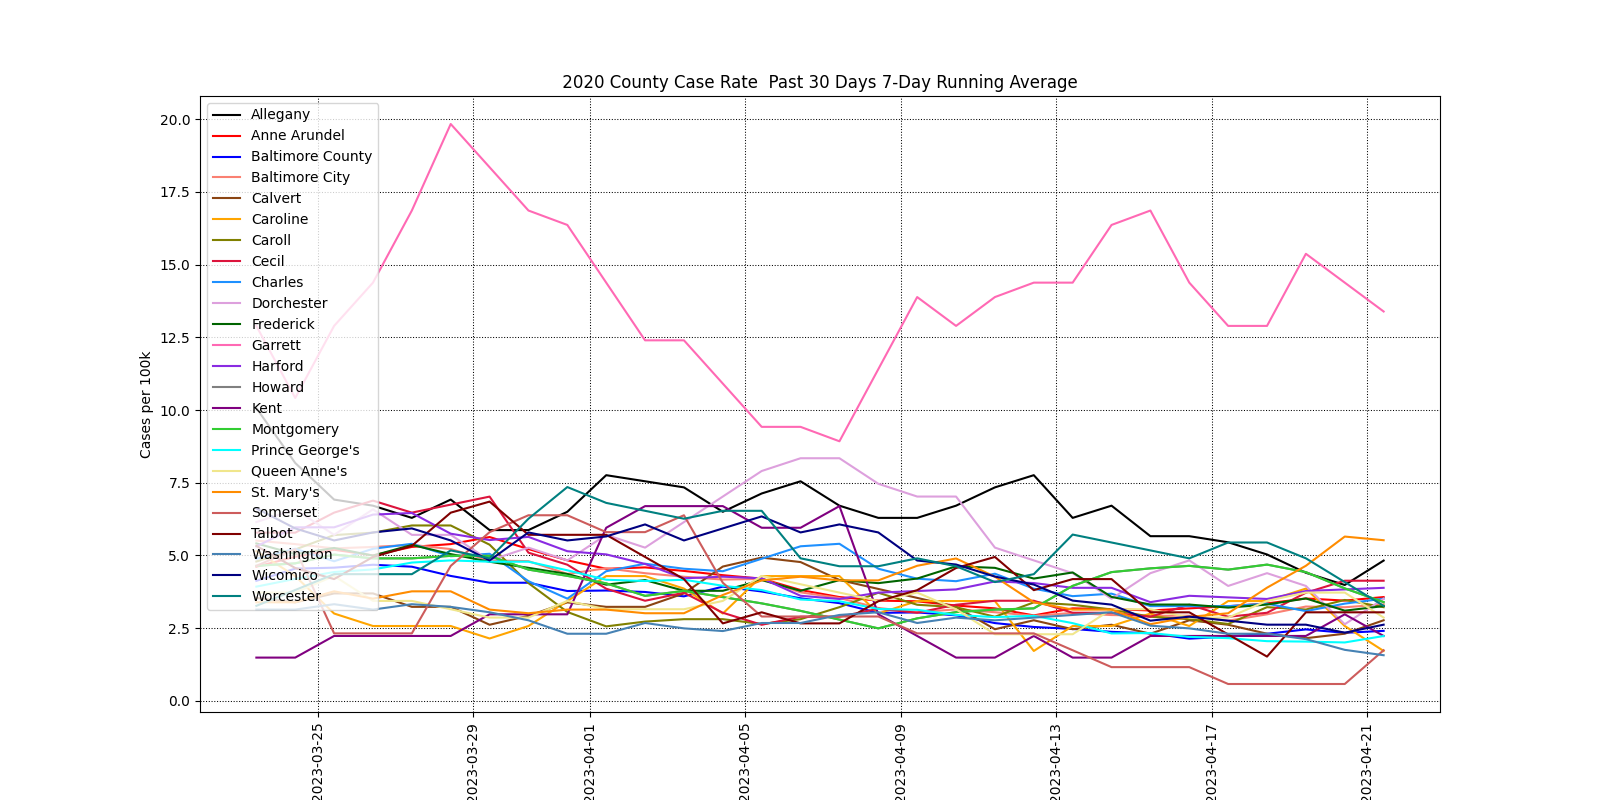 2020 County Case Rate  Past 30 Days 7-Day Running Average
20.0
17.5
15.0
12.5
10.0
7.5
5.0
2.5
0.0
Cases per 100k
Allegany
Anne Arundel
Baltimore County
Baltimore City
Calvert
Caroline
Caroll
Cecil
Charles
Dorchester
Frederick
Garrett
Harford
Howard
Kent
Montgomery
Prince George's
Queen Anne's
St. Mary's
Somerset
Talbot
Washington
Wicomico
Worcester
2023-03-25
2023-03-29
2023-04-01
2023-04-05
2023-04-09
2023-04-13
2023-04-17
2023-04-21